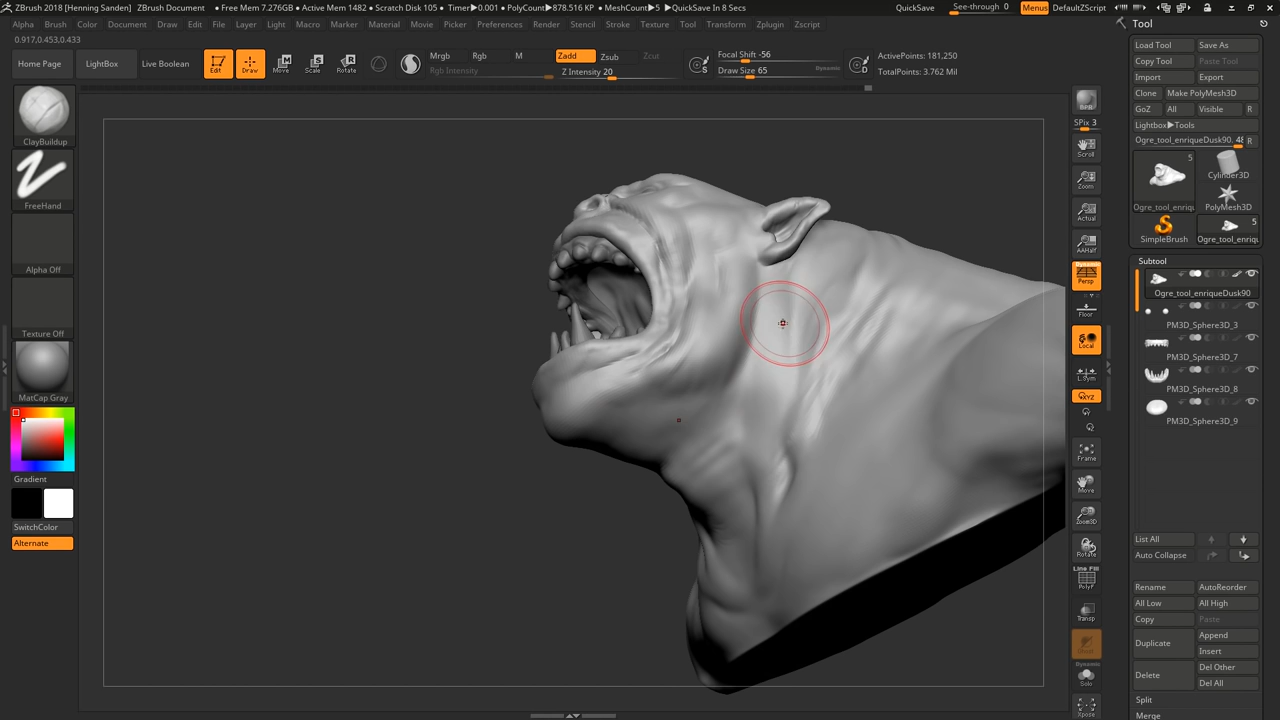 ZBrush 2018 [Henning Sanden] ZBrush Document ● Free Mem 7.276GB ● Active Mem 1482 ● Scratch Disk 105 ● Timer▶0.001 ● PolyCount▶878.516 KP ● MeshCount▶5 ▶QuickSave In 8 Secs QuickSave See-through 0 Menus DefaultZScript
Alpha Brush Color Document Draw Edit File Layer Light Macro Marker Material Movie Picker Preferences Render Stencil Stroke Texture Tool Transform Zplugin Zscript
Tool
0.917,0.453,0.433
Home Page
LightBox
Live Boolean
Edit
Draw
Move
Scale
Rotate
Mrgb Rgb M
Rgb Intensity
Zadd Zsub Zcut
Z Intensity 20
S
Focal Shift -56
Draw Size 65
Dynamic
D
ActivePoints: 181,250
TotalPoints: 3.762 Mil
ClayBuildup
FreeHand
Alpha Off
Texture Off
MatCap Gray
Gradient
SwitchColor
Alternate
BPR
SPix 3
Scroll
Zoom
Actual
AAHalf
Dynamic
Persp
Floor
Local
L.Sym
XYZ
Frame
Move
Zoom3D
Rotate
Line Fill
PolyF
Transp
Dynamic
Solo
Xpose
Load Tool Save As
Copy Tool Paste Tool
Import Export
Clone Make PolyMesh3D
GoZ All Visible R
Lightbox▶Tools
Ogre_tool_enriqueDusk90. 48 R
5
Cylinder3D
Ogre_tool_enriqu
PolyMesh3D
5
SimpleBrush
Ogre_tool_enriqu
Subtool
Ogre_tool_enriqueDusk90
PM3D_Sphere3D_3
PM3D_Sphere3D_7
PM3D_Sphere3D_8
PM3D_Sphere3D_9
List All
Auto Collapse
Rename AutoReorder
All Low All High
Copy Paste
Duplicate Append
Insert
Delete Del Other
Del All
Split
Merge